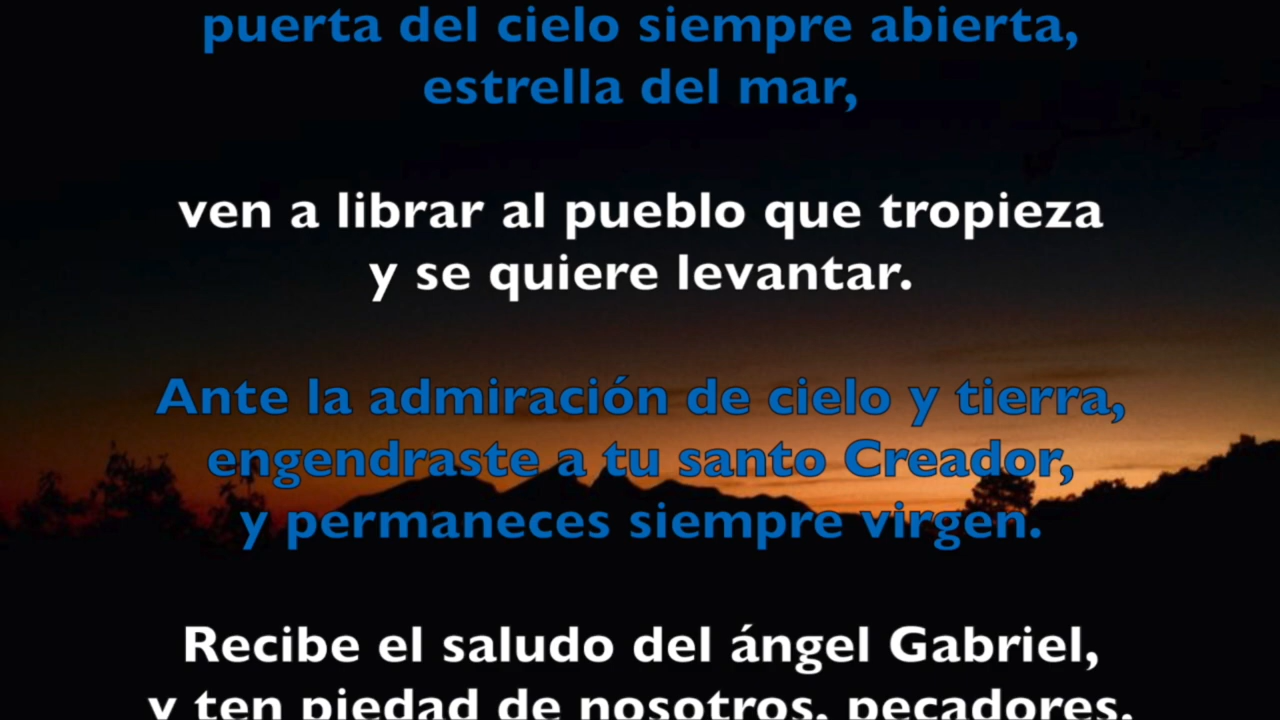 puerta del cielo siempre abierta,
estrella del mar,
ven a librar al pueblo que tropieza
y se quiere levantar.
Ante la admiración de cielo y tierra,
engendraste a tu santo Creador,
y permaneces siempre virgen.
Recibe el saludo del ángel Gabriel,
y ten piedad de nosotros, pecadores.